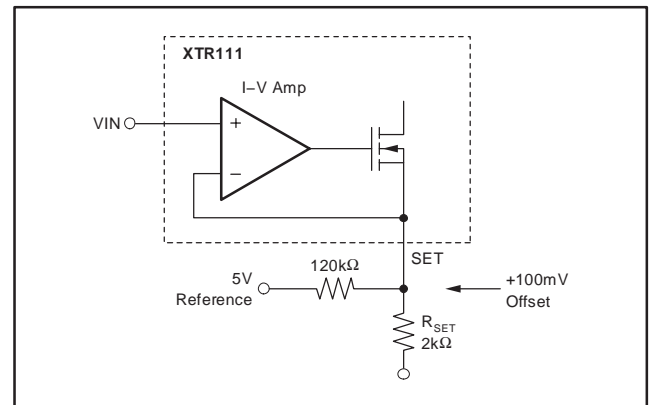 XTR111
I−V Amp
VIN
+
−
SET
120kΩ
5V
Reference
+100mV
Offset
RSET
2kΩ